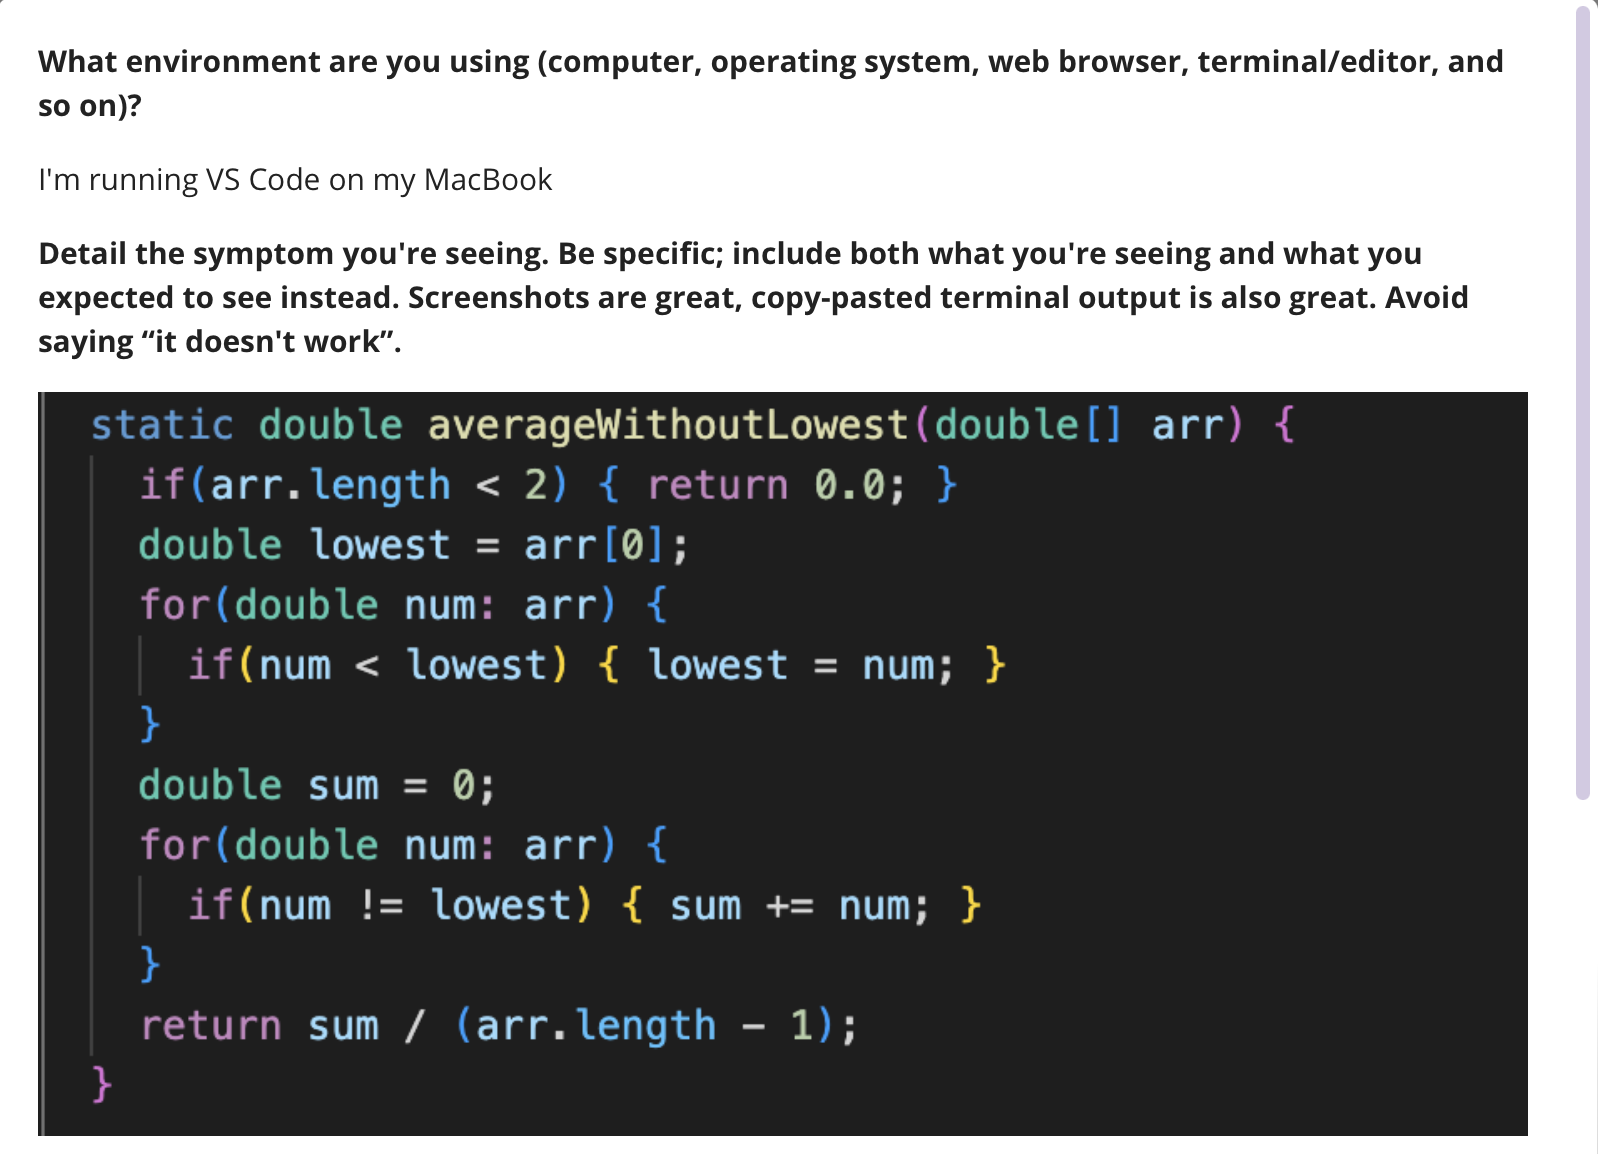 What environment are you using (computer, operating system, web browser, terminal/editor, and
so on)?
I'm running VS Code on my MacBook
Detail the symptom you're seeing. Be specific; include both what you're seeing and what you
expected to see instead. Screenshots are great, copy-pasted terminal output is also great. Avoid
saying “it doesn't work”.
static double averageWithoutLowest(double[] arr) {
  if(arr.length < 2) { return 0.0; }
  double lowest = arr[0];
  for(double num: arr) {
    if(num < lowest) { lowest = num; }
  }
  double sum = 0;
  for(double num: arr) {
    if(num != lowest) { sum += num; }
  }
  return sum / (arr.length - 1);
}